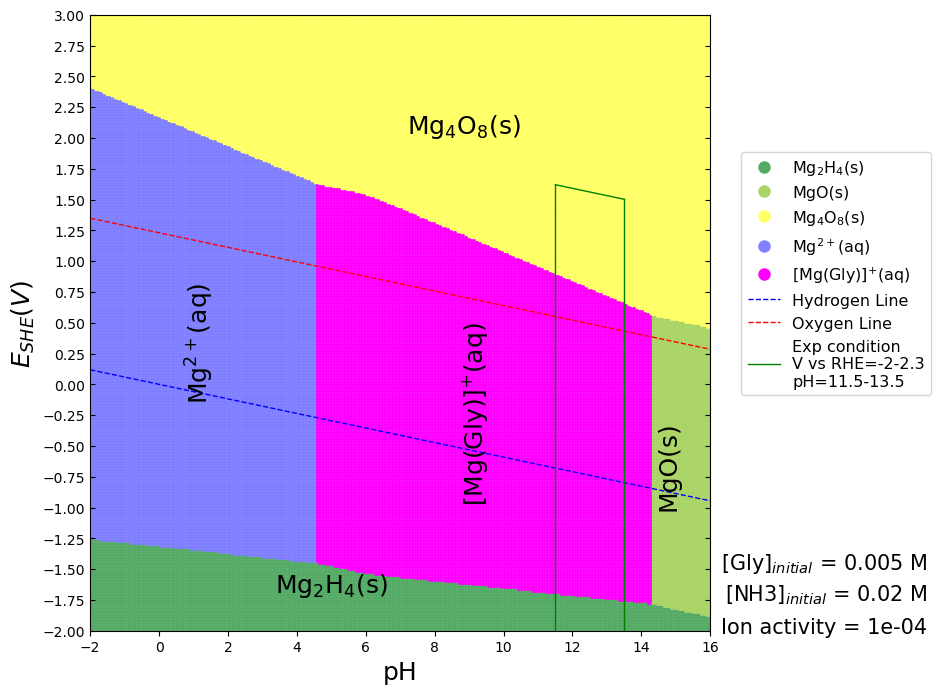 3.00
2.75
2.50
2.25
2.00
1.75
1.50
1.25
1.00
0.75
0.50
0.25
0.00
−0.25
−0.50
−0.75
−1.00
−1.25
−1.50
−1.75
−2.00
E_{SHE}(V)
Mg₄O₈(s)
Mg²⁺(aq)
[Mg(Gly)]⁺(aq)
MgO(s)
Mg₂H₄(s)
−2 0 2 4 6 8 10 12 14 16
pH
Mg₂H₄(s)
MgO(s)
Mg₄O₈(s)
Mg²⁺(aq)
[Mg(Gly)]⁺(aq)
Hydrogen Line
Oxygen Line
Exp condition
V vs RHE=-2-2.3
pH=11.5-13.5
[Gly]_{initial} = 0.005 M
[NH3]_{initial} = 0.02 M
Ion activity = 1e-04